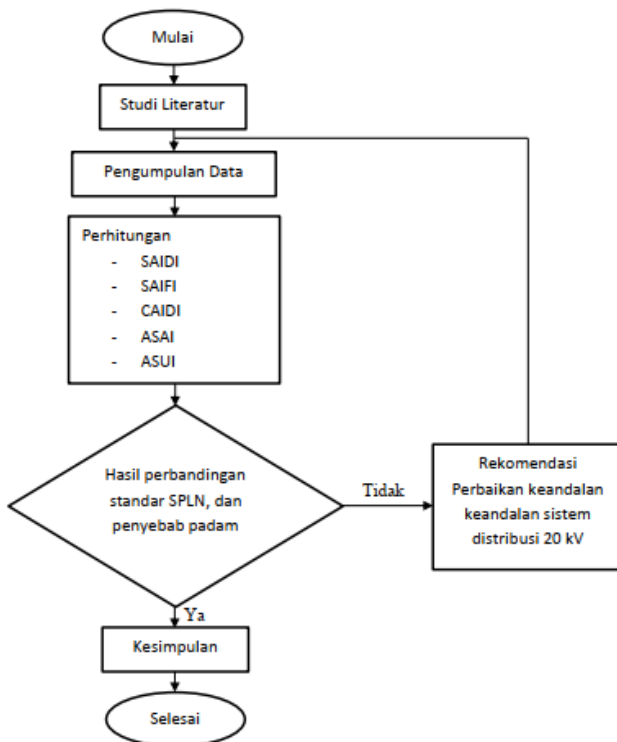 Mulai
Studi Literatur
Pengumpulan Data
Perhitungan
- SAIDI
- SAIFI
- CAIDI
- ASAI
- ASUI
Hasil perbandingan
standar SPLN, dan
penyebab padam
Tidak
Rekomendasi
Perbaikan keandalan
keandalan sistem
distribusi 20 kV
Ya
Kesimpulan
Selesai